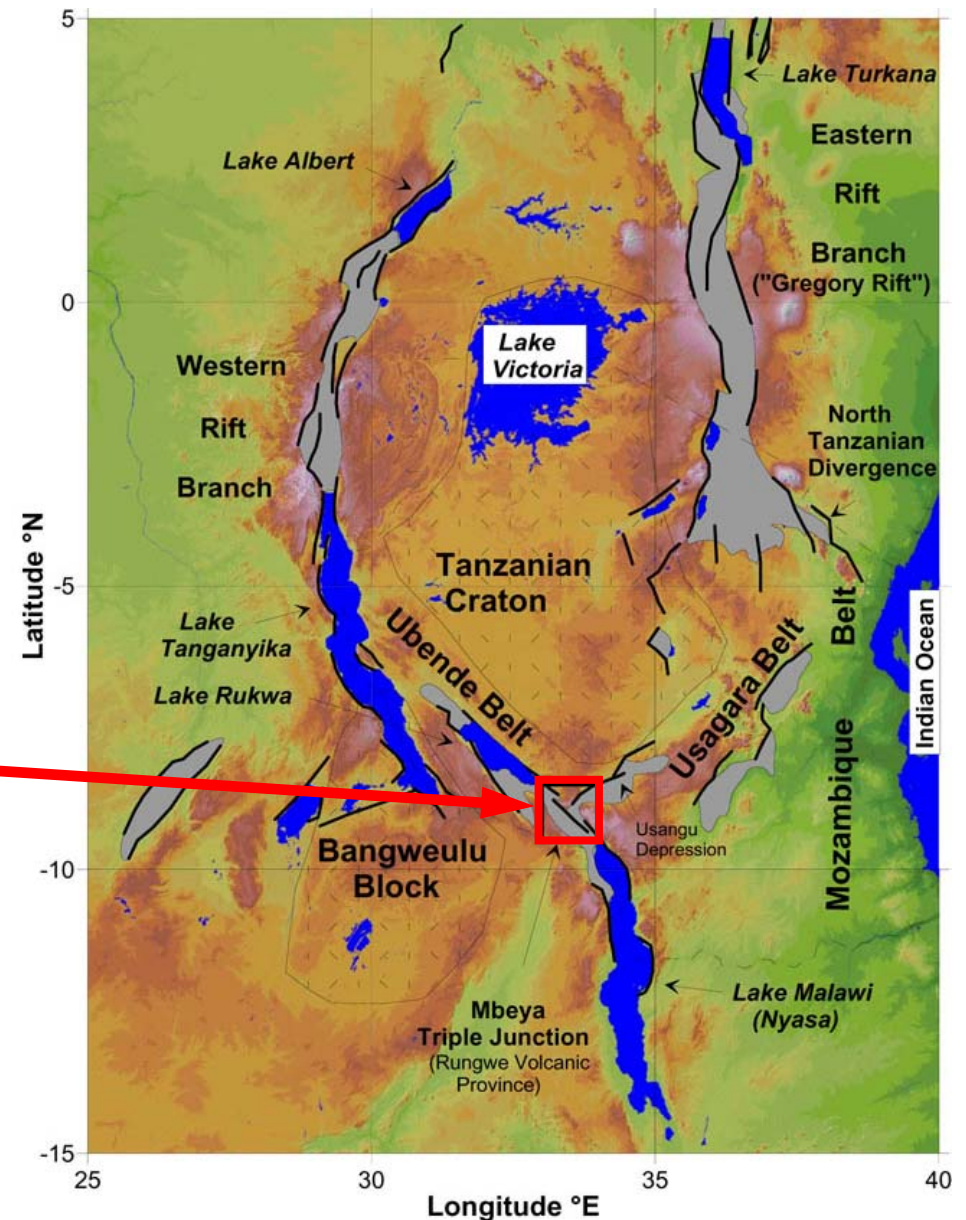 5
Lake Turkana
Eastern
Rift
Branch
("Gregory Rift")
Lake Albert
0
Lake
Victoria
Western
Rift
Branch
North
Tanzanian
Divergence
Latitude °N
Tanzanian
Craton
-5
Lake
Tanganyika
Ubende Belt
Usagara Belt
Belt
Mozambique
Indian Ocean
Lake Rukwa
Usangu
Depression
Bangweulu
Block
-10
Lake Malawi
(Nyasa)
Mbeya
Triple Junction
(Rungwe Volcanic
Province)
-15
25
30
35
40
Longitude °E